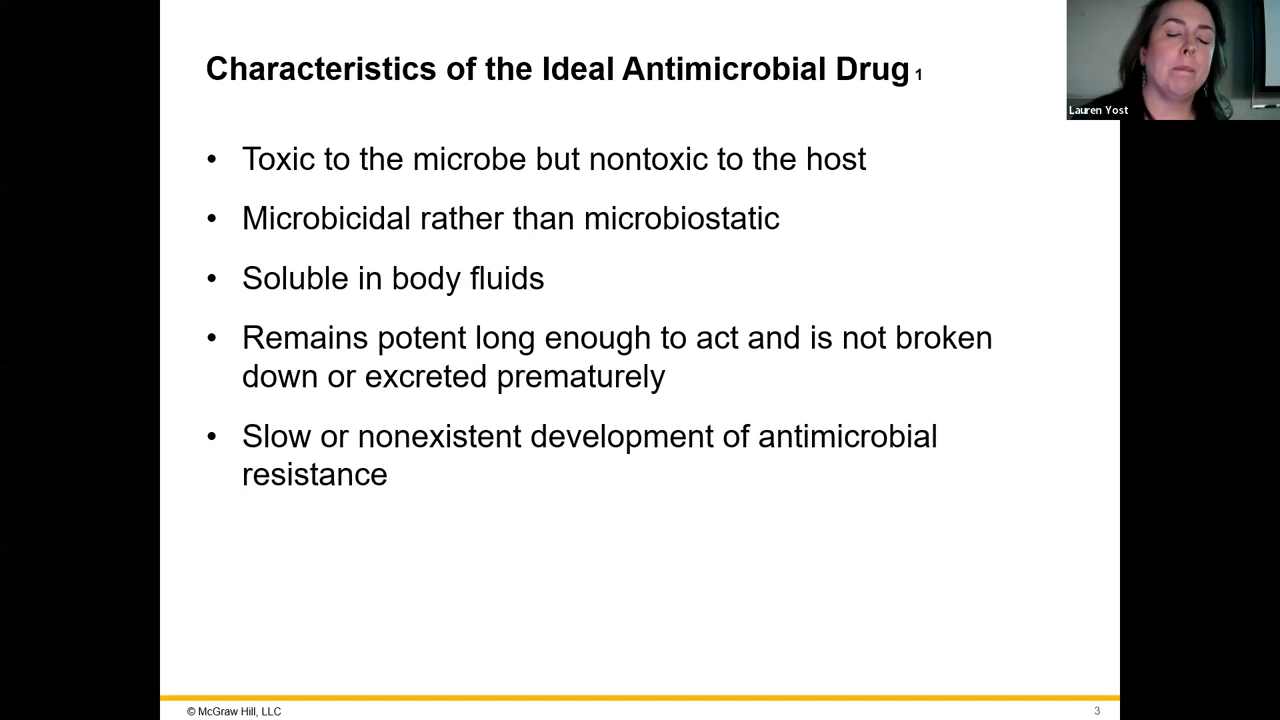 Characteristics of the Ideal Antimicrobial Drug 1
Lauren Yost
• Toxic to the microbe but nontoxic to the host
• Microbicidal rather than microbiostatic
• Soluble in body fluids
• Remains potent long enough to act and is not broken
down or excreted prematurely
• Slow or nonexistent development of antimicrobial
resistance
© McGraw Hill, LLC
3